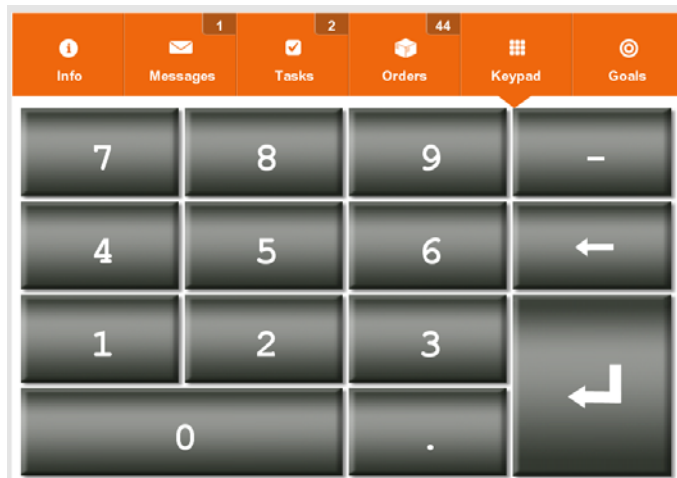 1 2 44
Info Messages Tasks Orders Keypad Goals
7 8 9 -
4 5 6 ←
1 2 3
0 .